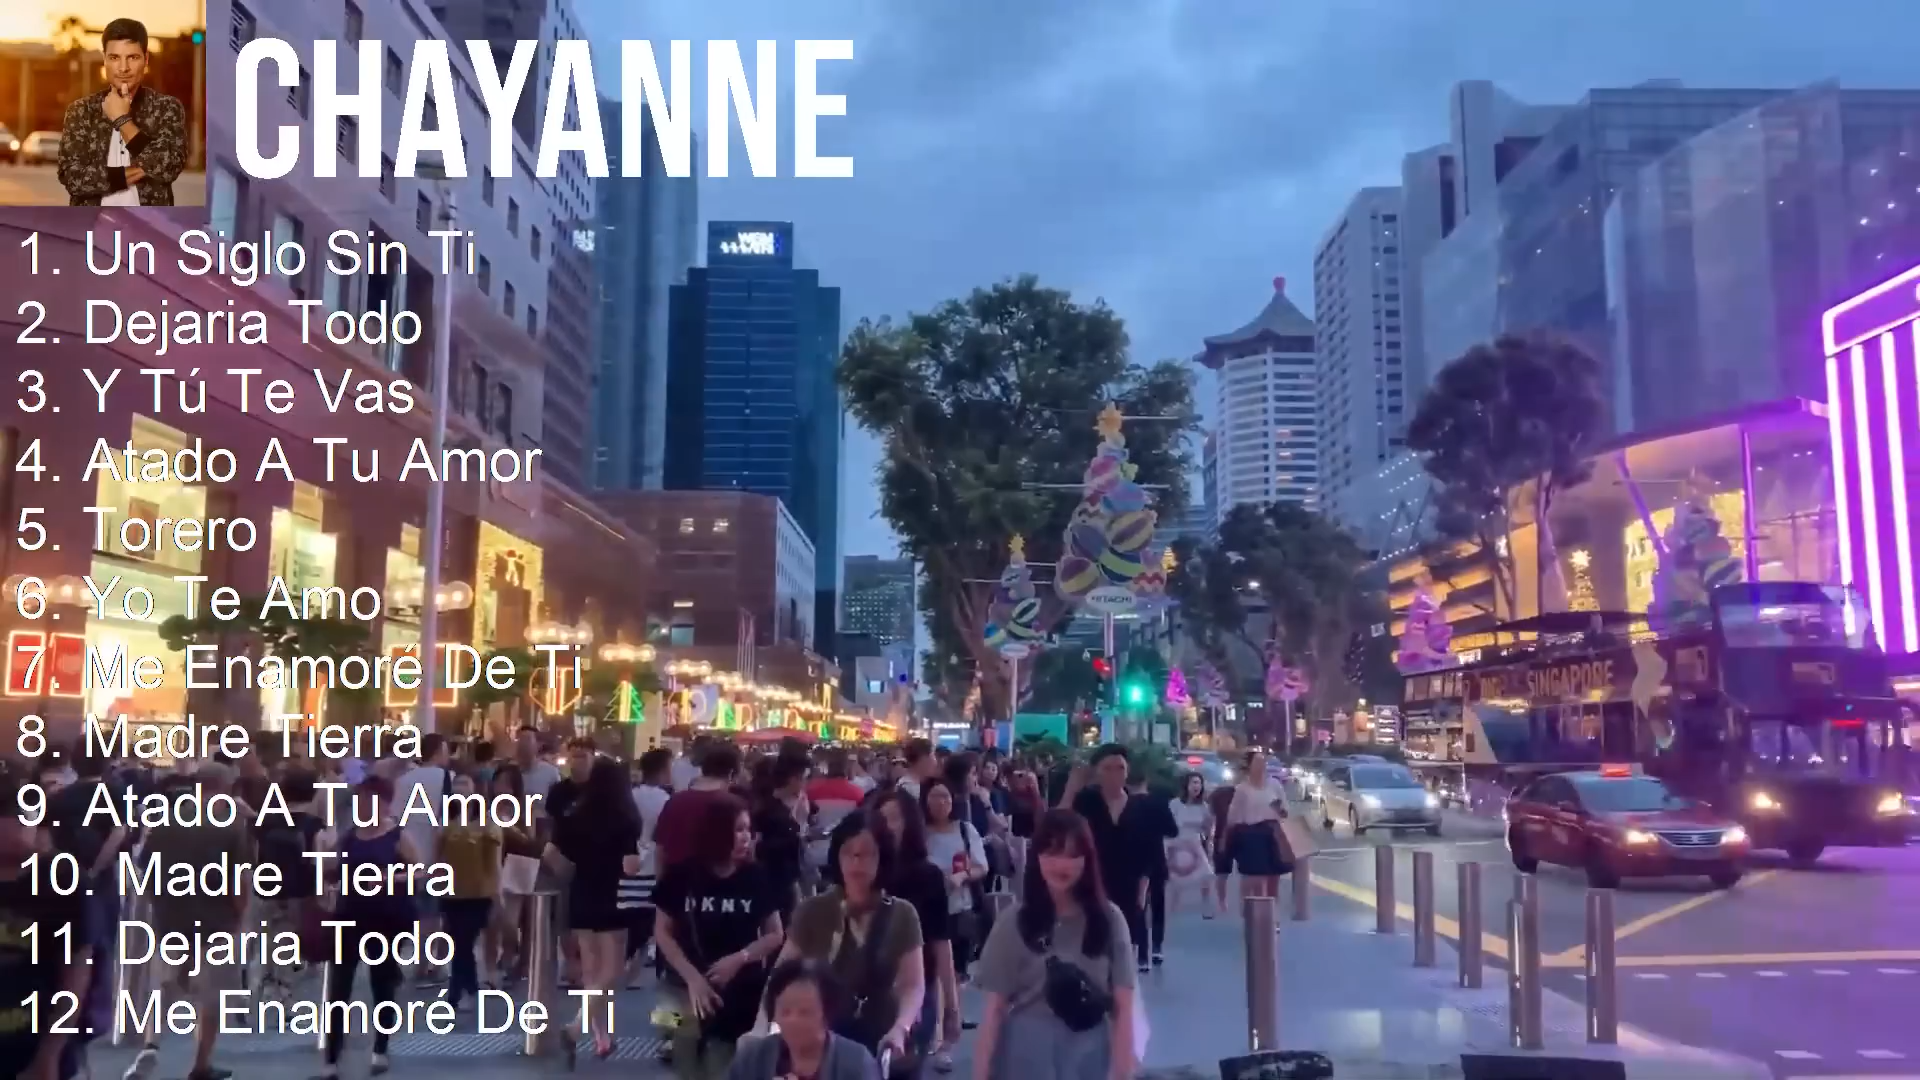 CHAYANNE
1. Un Siglo Sin Ti
2. Dejaria Todo
3. Y Tú Te Vas
4. Atado A Tu Amor
5. Torero
6. Yo Te Amo
7. Me Enamoré De Ti
8. Madre Tierra
9. Atado A Tu Amor
10. Madre Tierra
11. Dejaria Todo
12. Me Enamoré De Ti
HITACHI
SINGAPORE
DKNY